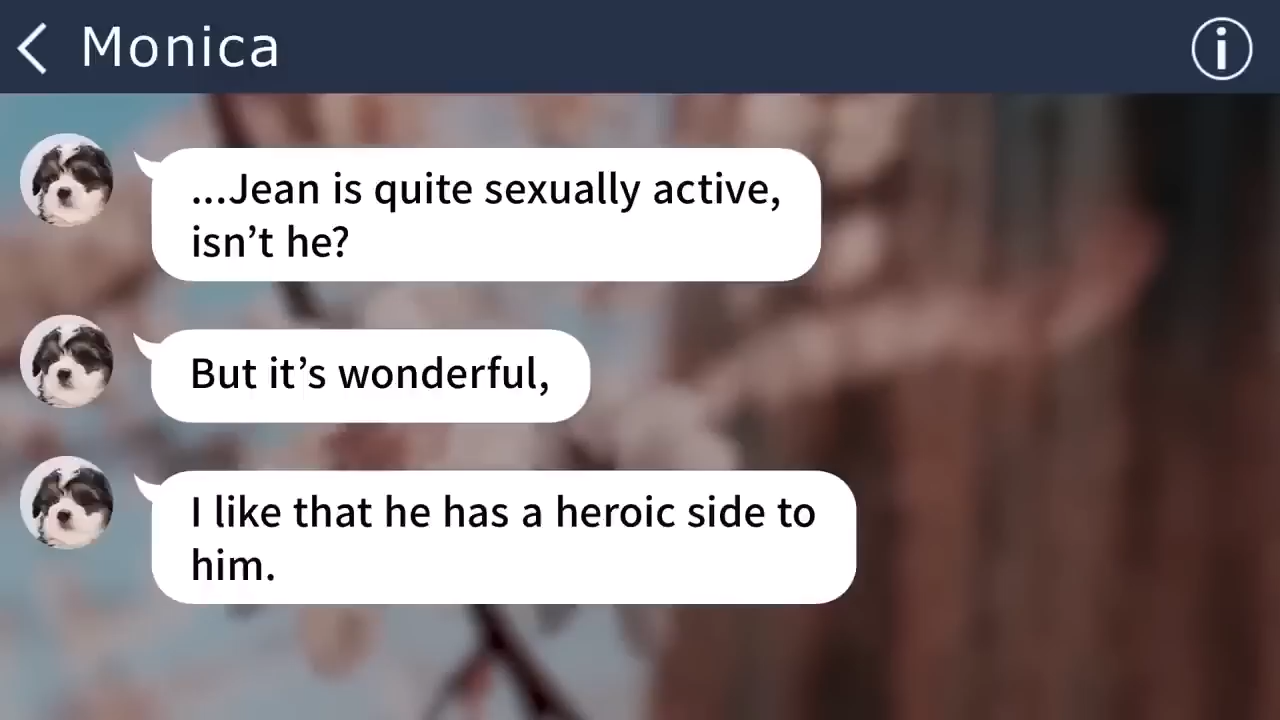 Monica
...Jean is quite sexually active,
isn’t he?
But it’s wonderful,
I like that he has a heroic side to
him.